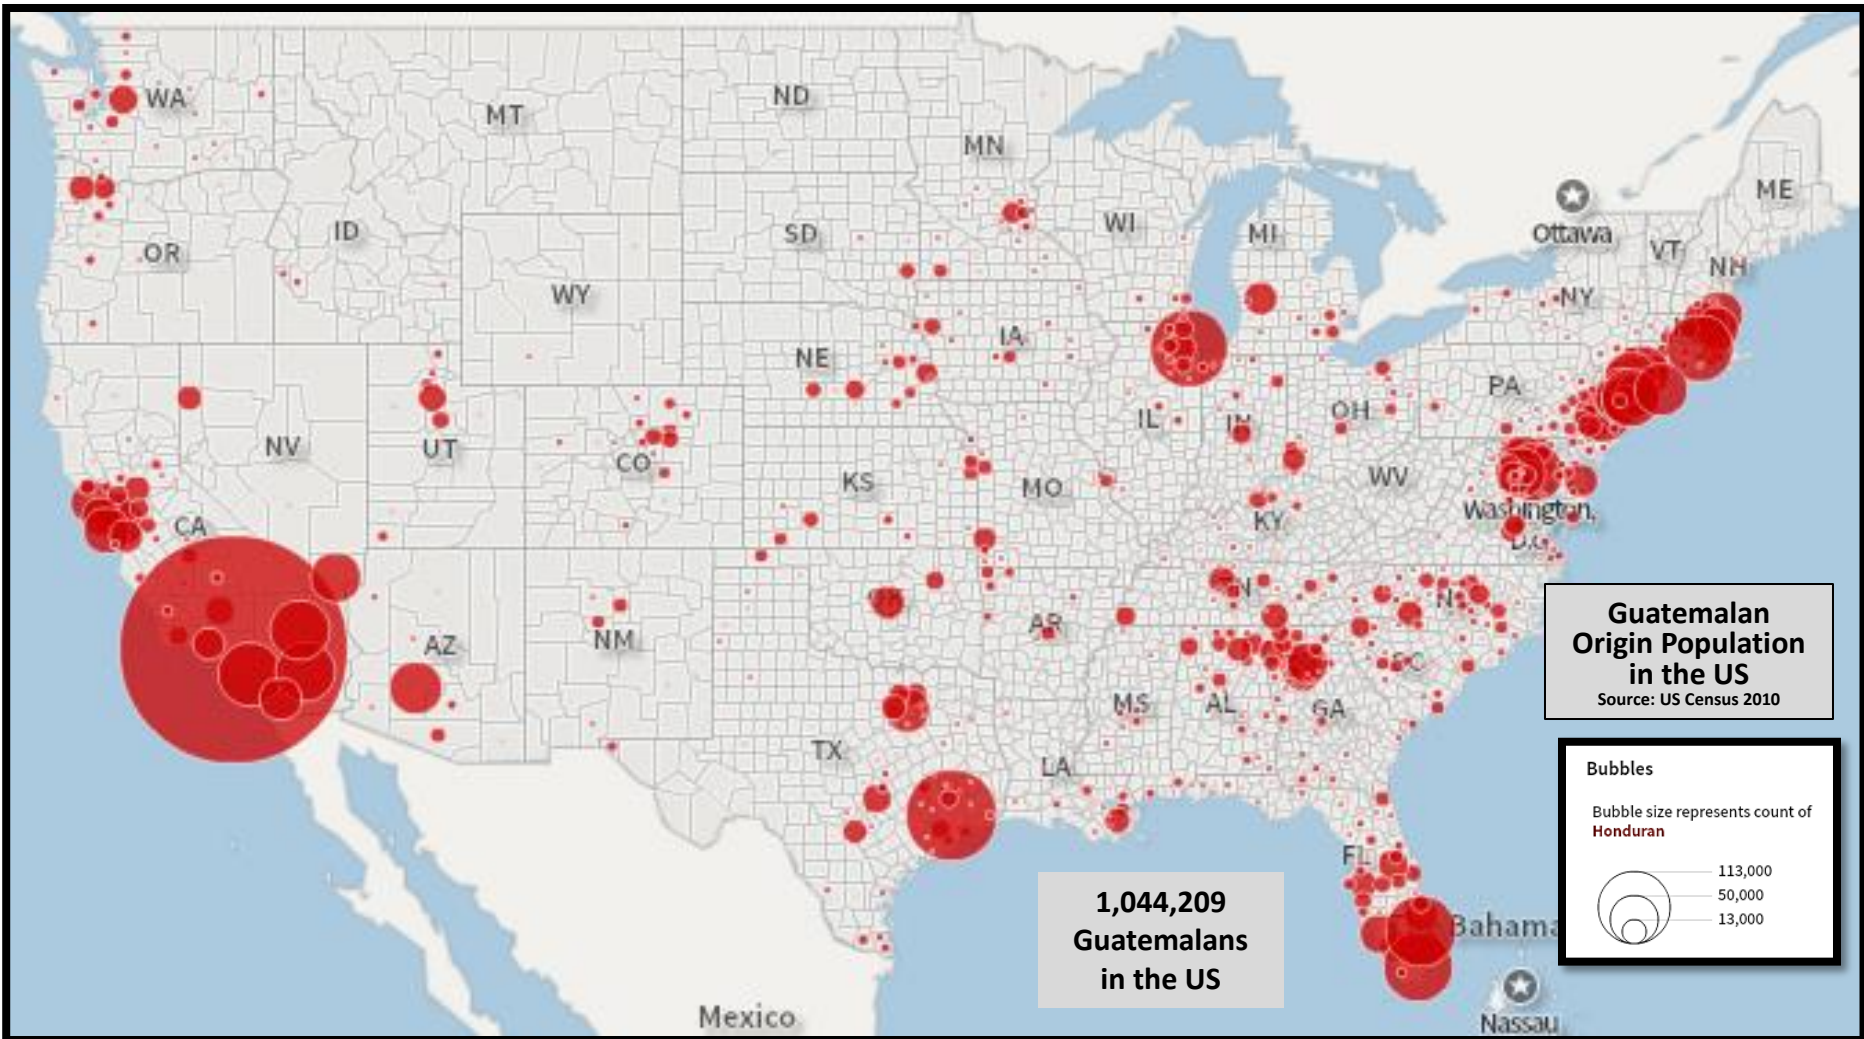 WA
MT
ND
MN
ME
Ottawa
OR
ID
SD
WI
MI
VT
NH
WY
NY
IA
NE
PA
NV
UT
CO
IL
IN
OH
KS
MO
WV
CA
KY
Washington,
D.C.
AZ
NM
AR
SC
MS
AL
GA
TX
LA
FL
Bahama
Nassau
Mexico
Guatemalan
Origin Population
in the US
Source: US Census 2010
Bubbles
Bubble size represents count of
Honduran
113,000
50,000
13,000
1,044,209
Guatemalans
in the US